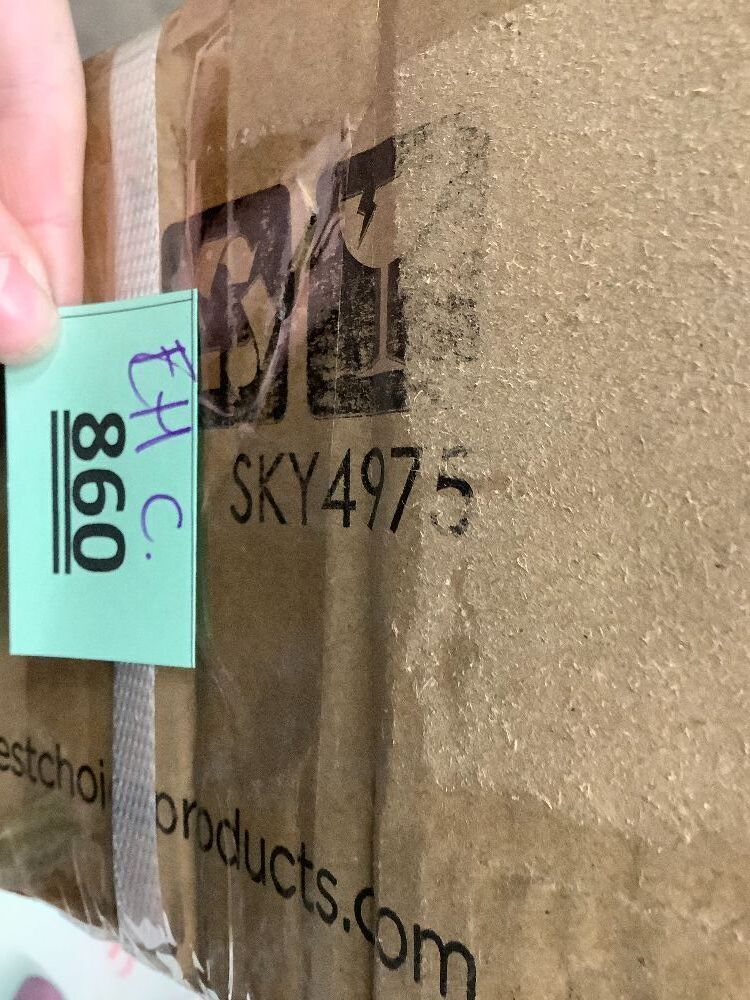 EH C.
860
SKY4975
estchoi products.com